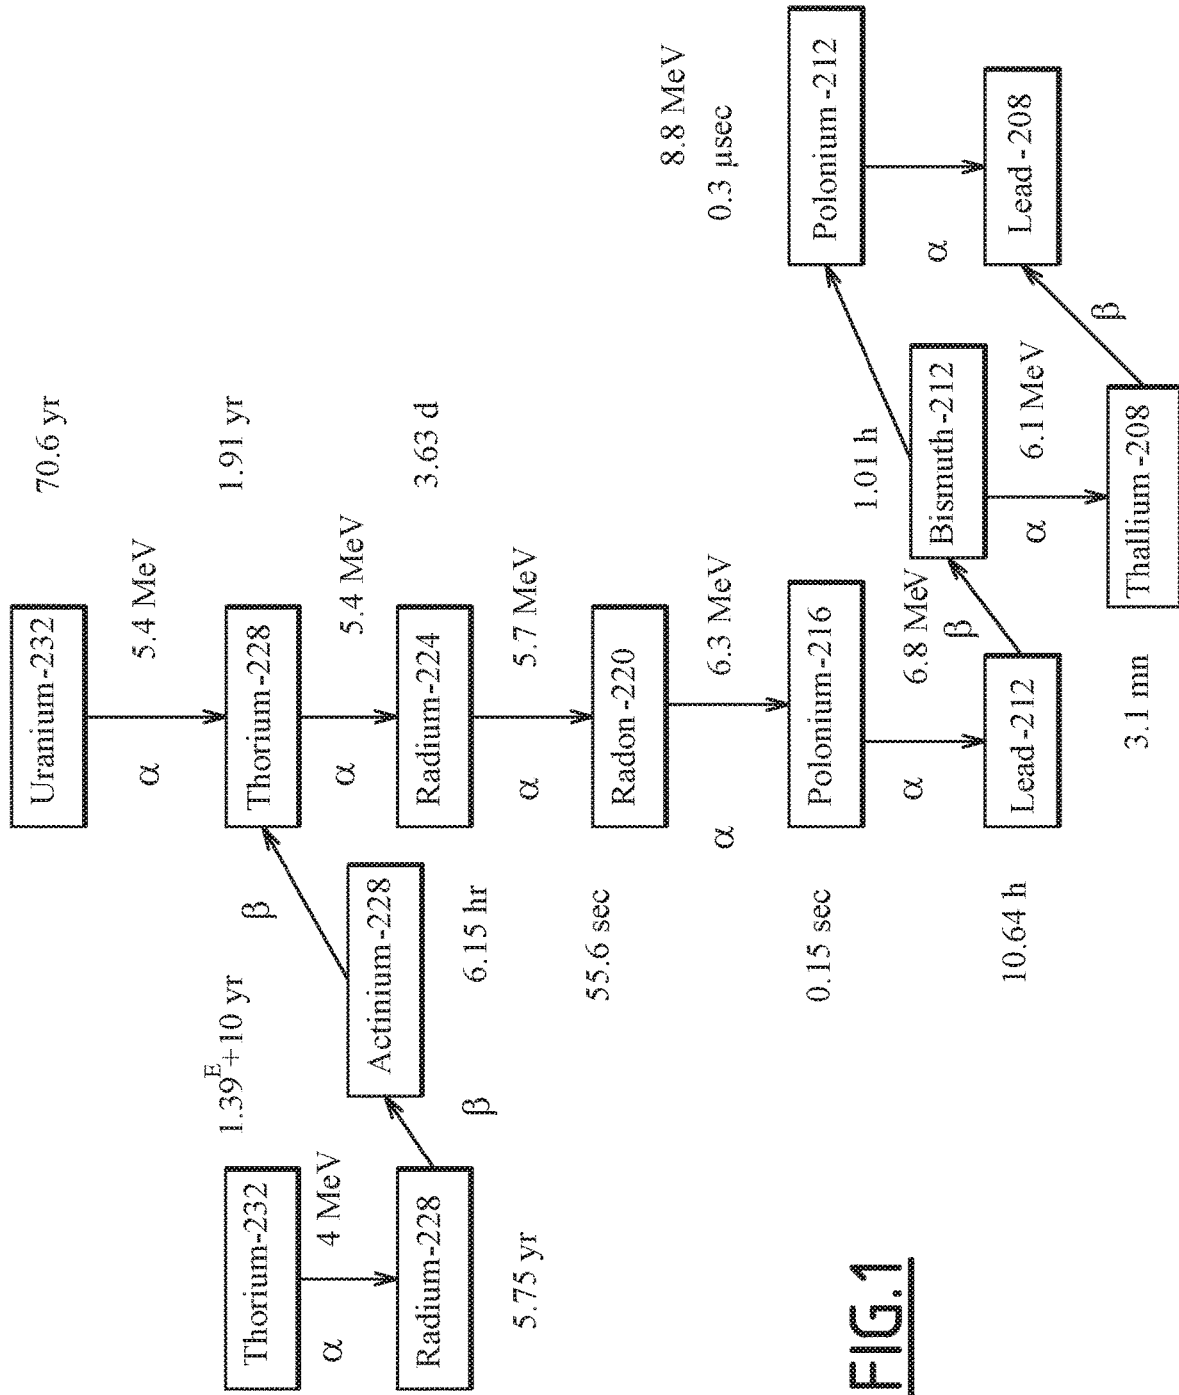 Uranium-232
70.6 yr
α
5.4 MeV
Thorium-232
1.39E+10 yr
β
Thorium-228
1.91 yr
α
4 MeV
Actinium-228
α
5.4 MeV
Radium-228
β
6.15 hr
Radium-224
3.63 d
5.75 yr
α
5.7 MeV
55.6 sec
Radon-220
α
6.3 MeV
8.8 MeV
0.3 µsec
0.15 sec
Polonium-216
1.01 h
Polonium-212
α
6.8 MeV
β
Bismuth-212
α
10.64 h
Lead-212
α
6.1 MeV
β
Lead-208
3.1 mn
Thallium-208
FIG.1